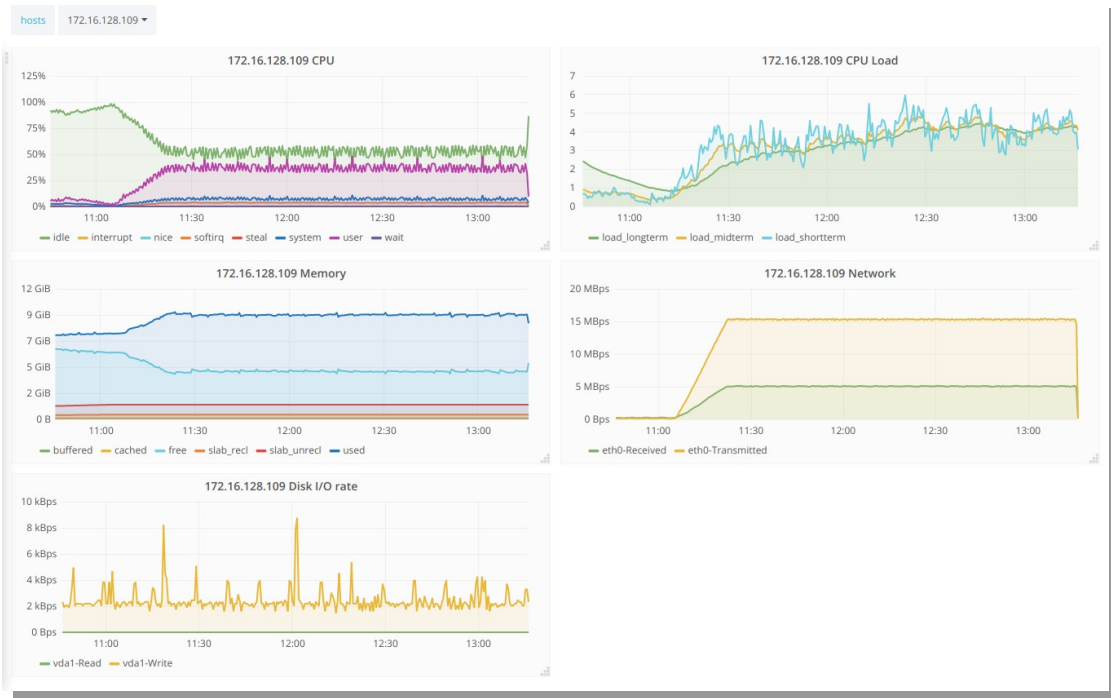 hosts 172.16.128.109
172.16.128.109 CPU
125%
100%
75%
50%
25%
0%
11:00 11:30 12:00 12:30 13:00
idle interrupt nice softirq steal system user wait
172.16.128.109 CPU Load
7
6
5
4
3
2
1
0
11:00 11:30 12:00 12:30 13:00
load_longterm load_midterm load_shortterm
172.16.128.109 Memory
12 GiB
9 GiB
7 GiB
5 GiB
2 GiB
0 B
11:00 11:30 12:00 12:30 13:00
buffered cached free slab_recl slab_unrecl used
172.16.128.109 Network
20 MBps
15 MBps
10 MBps
5 MBps
0 Bps
11:00 11:30 12:00 12:30 13:00
eth0-Received eth0-Transmitted
172.16.128.109 Disk I/O rate
10 kBps
8 kBps
6 kBps
4 kBps
2 kBps
0 Bps
11:00 11:30 12:00 12:30 13:00
vda1-Read vda1-Write